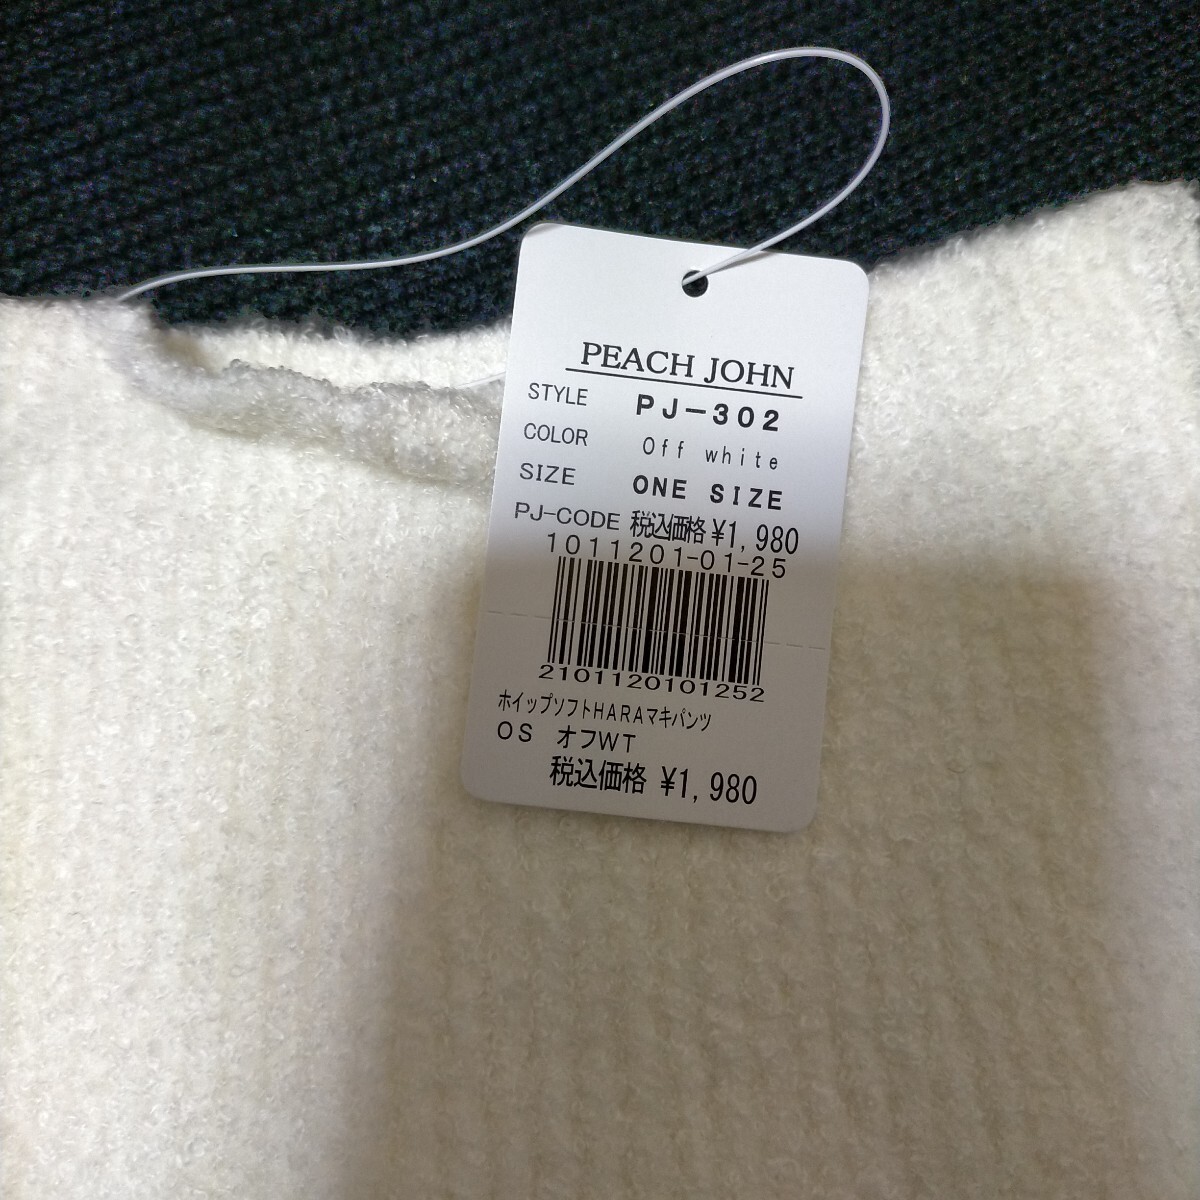 PEACH JOHN
STYLE PJ-302
COLOR Off white
SIZE ONE SIZE
PJ-CODE 税込価格 ¥1,980
1011201-01-25
2101120101252
ホイップソフトHARAマキパンツ
OS オフWT
税込価格 ¥1,980